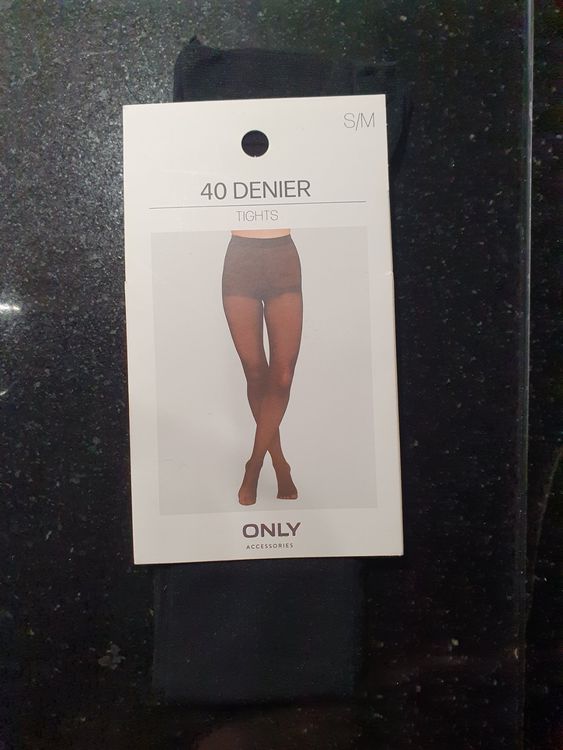 S/M
40 DENIER
TIGHTS
ONLY
ACCESSORIES